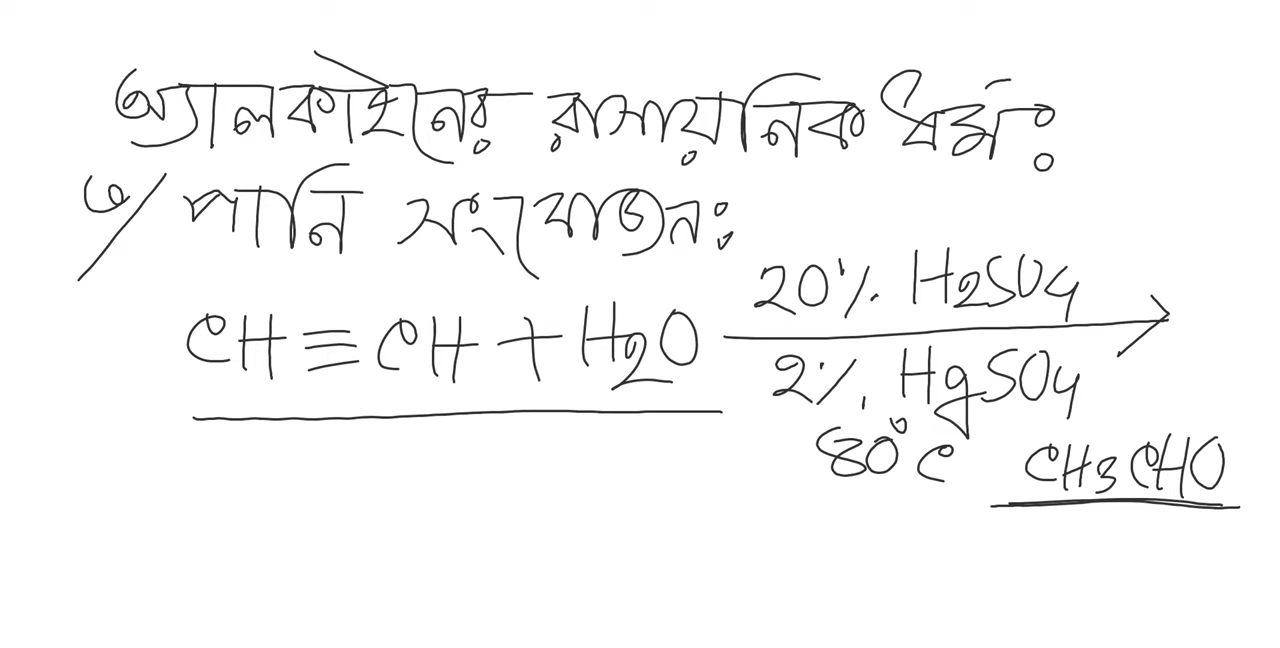 অ্যালকাইনের রাসায়নিক ধর্মঃ
৩/ পানি সংযোজনঃ
CH≡CH + H2O
20% H2SO4
2% HgSO4
80°C
CH3CHO